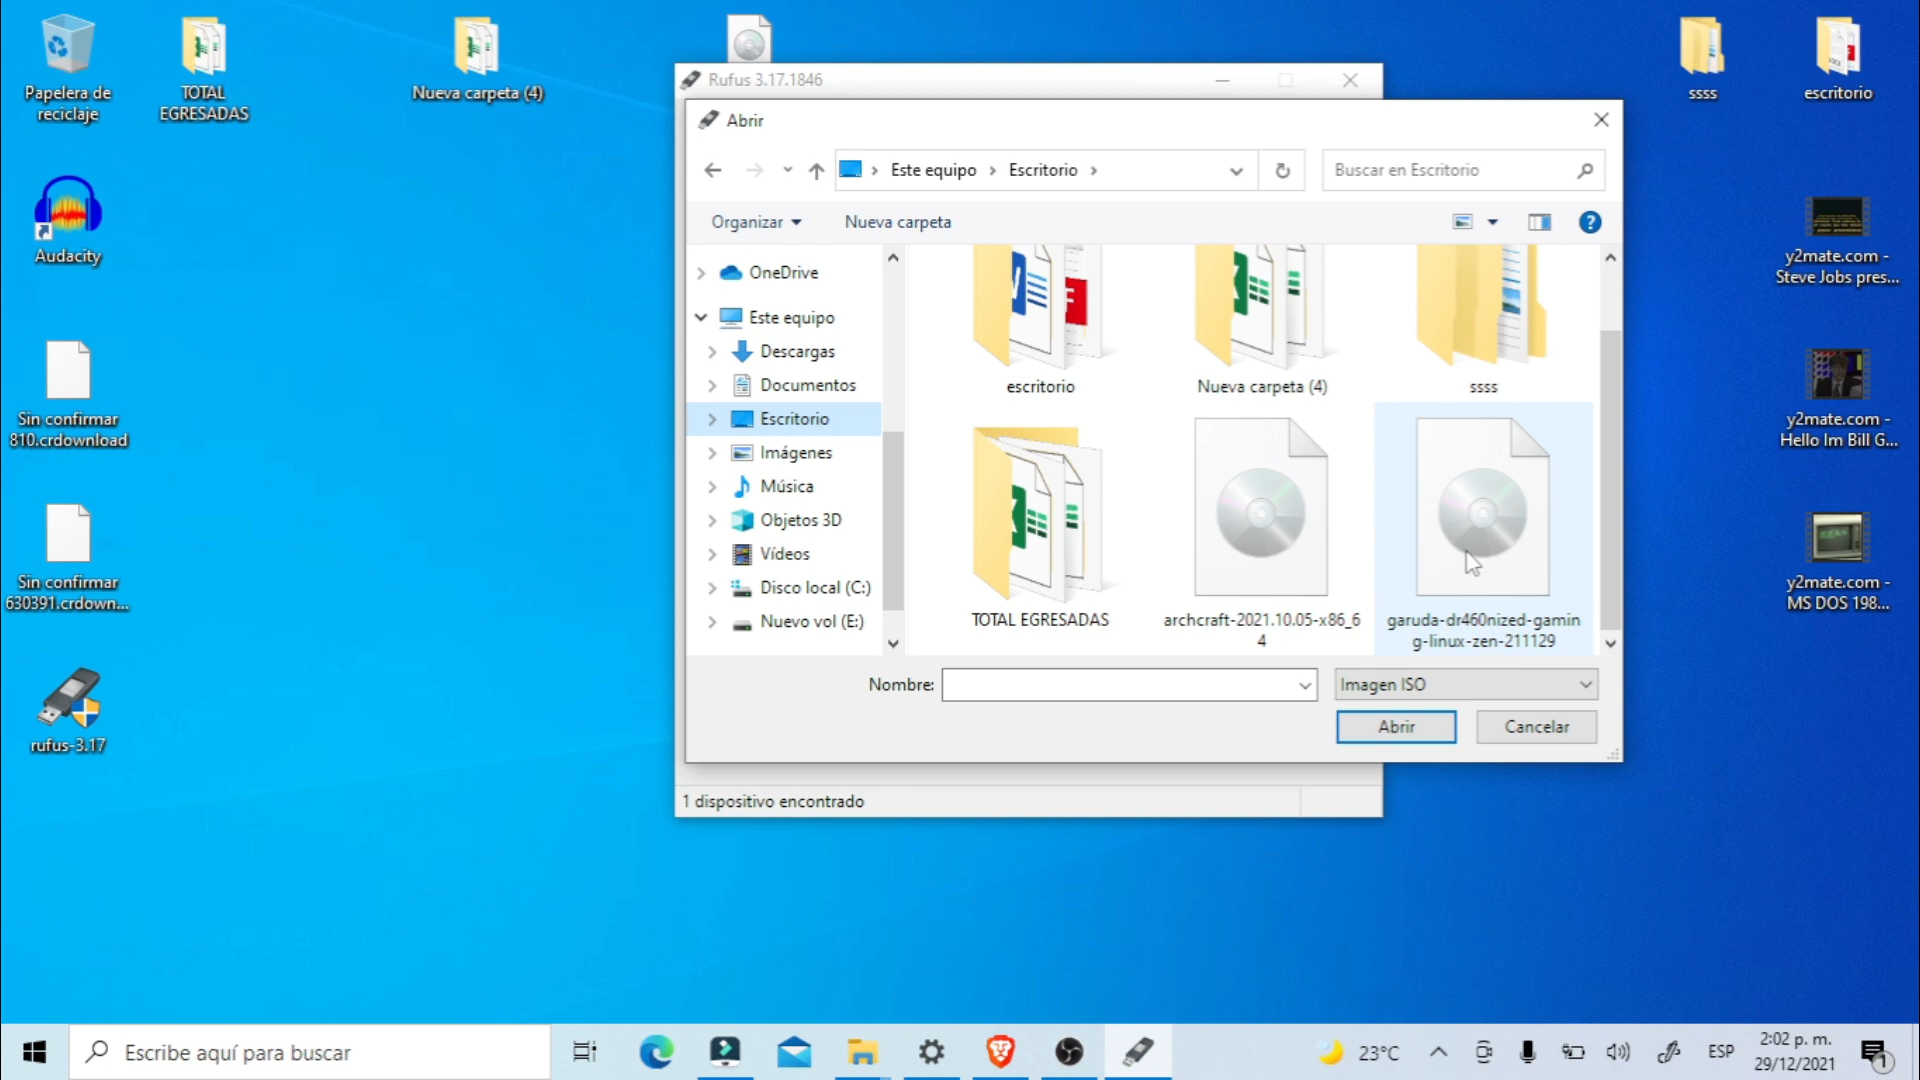 Papelera de
reciclaje
TOTAL
EGRESADAS
Nueva carpeta (4)
ssss
escritorio
Audacity
Sin confirmar
810.crdownload
Sin confirmar
630391.crdown...
rufus-3.17
y2mate.com -
Steve Jobs pres...
y2mate.com -
Hello Im Bill G...
y2mate.com -
MS DOS 198...
Rufus 3.17.1846
Abrir
Este equipo
Escritorio
Buscar en Escritorio
Organizar
Nueva carpeta
OneDrive
Este equipo
Descargas
Documentos
Escritorio
Imágenes
Música
Objetos 3D
Vídeos
Disco local (C:)
Nuevo vol (E:)
escritorio
Nueva carpeta (4)
ssss
TOTAL EGRESADAS
archcraft-2021.10.05-x86_6
4
garuda-dr460nized-gamin
g-linux-zen-211129
Nombre:
Imagen ISO
Abrir
Cancelar
1 dispositivo encontrado
Escribe aquí para buscar
23°C
ESP
2:02 p. m.
29/12/2021
1